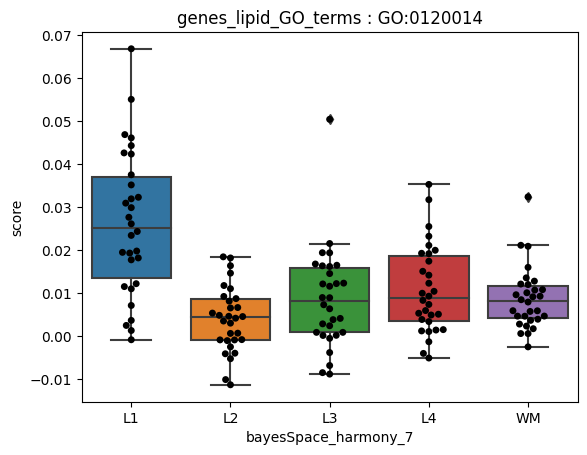 genes_lipid_GO_terms : GO:0120014
0.07
0.06
0.05
0.04
0.03
0.02
0.01
0.00
−0.01
score
L1 L2 L3 L4 WM
bayesSpace_harmony_7